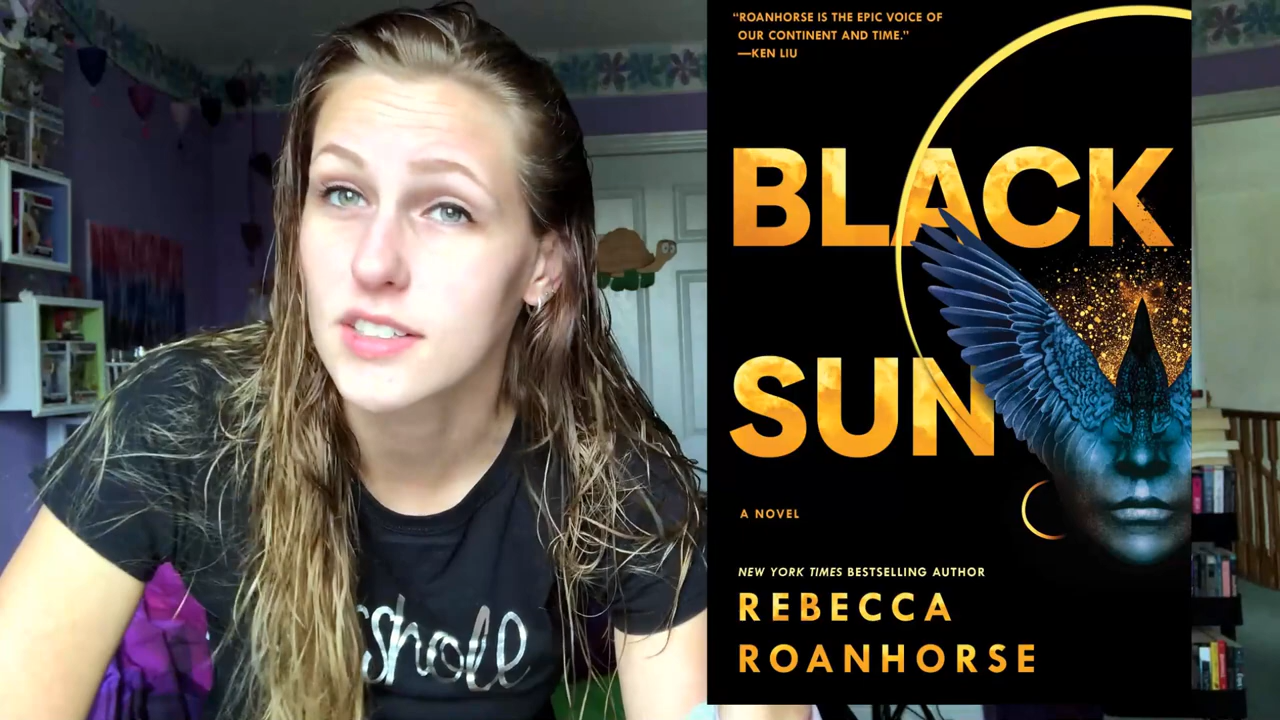 “ROANHORSE IS THE EPIC VOICE OF
OUR CONTINENT AND TIME.”
—KEN LIU
BLACK
SUN
A NOVEL
NEW YORK TIMES BESTSELLING AUTHOR
REBECCA
ROANHORSE